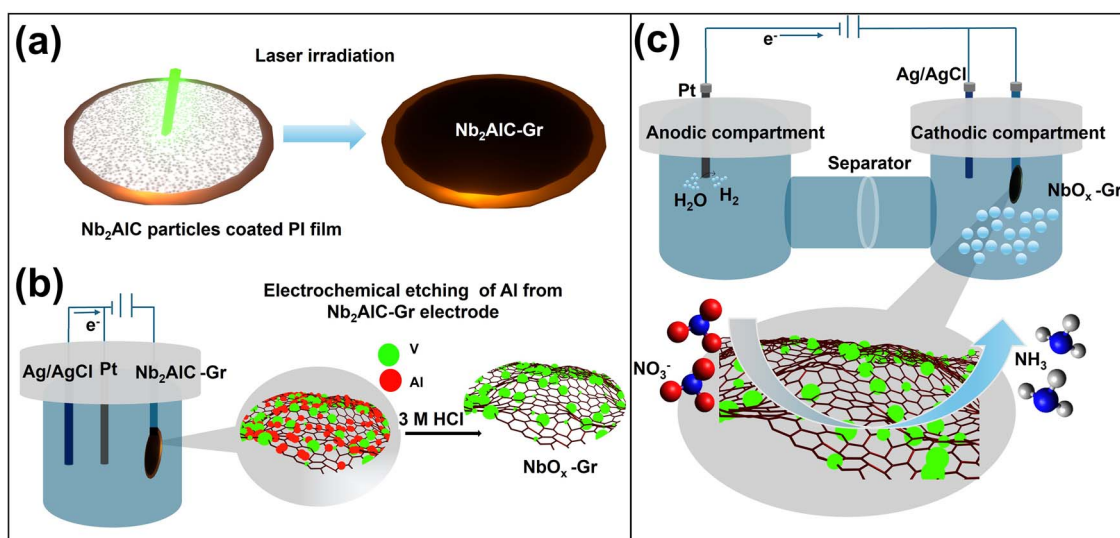 (a)
Laser irradiation
Nb₂AlC-Gr
Nb₂AlC particles coated PI film
(b)
Electrochemical etching of Al from
Nb₂AlC-Gr electrode
e⁻
Ag/AgCl Pt Nb₂AlC-Gr
V
Al
3 M HCl
NbOₓ-Gr
(c)
e⁻
Pt
Ag/AgCl
Anodic compartment
Cathodic compartment
Separator
H₂O
H₂
NbOₓ-Gr
NO₃⁻
NH₃